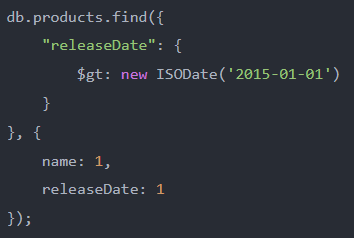 db.products.find({
    "releaseDate": {
        $gt: new ISODate('2015-01-01')
    }
}, {
    name: 1,
    releaseDate: 1
});